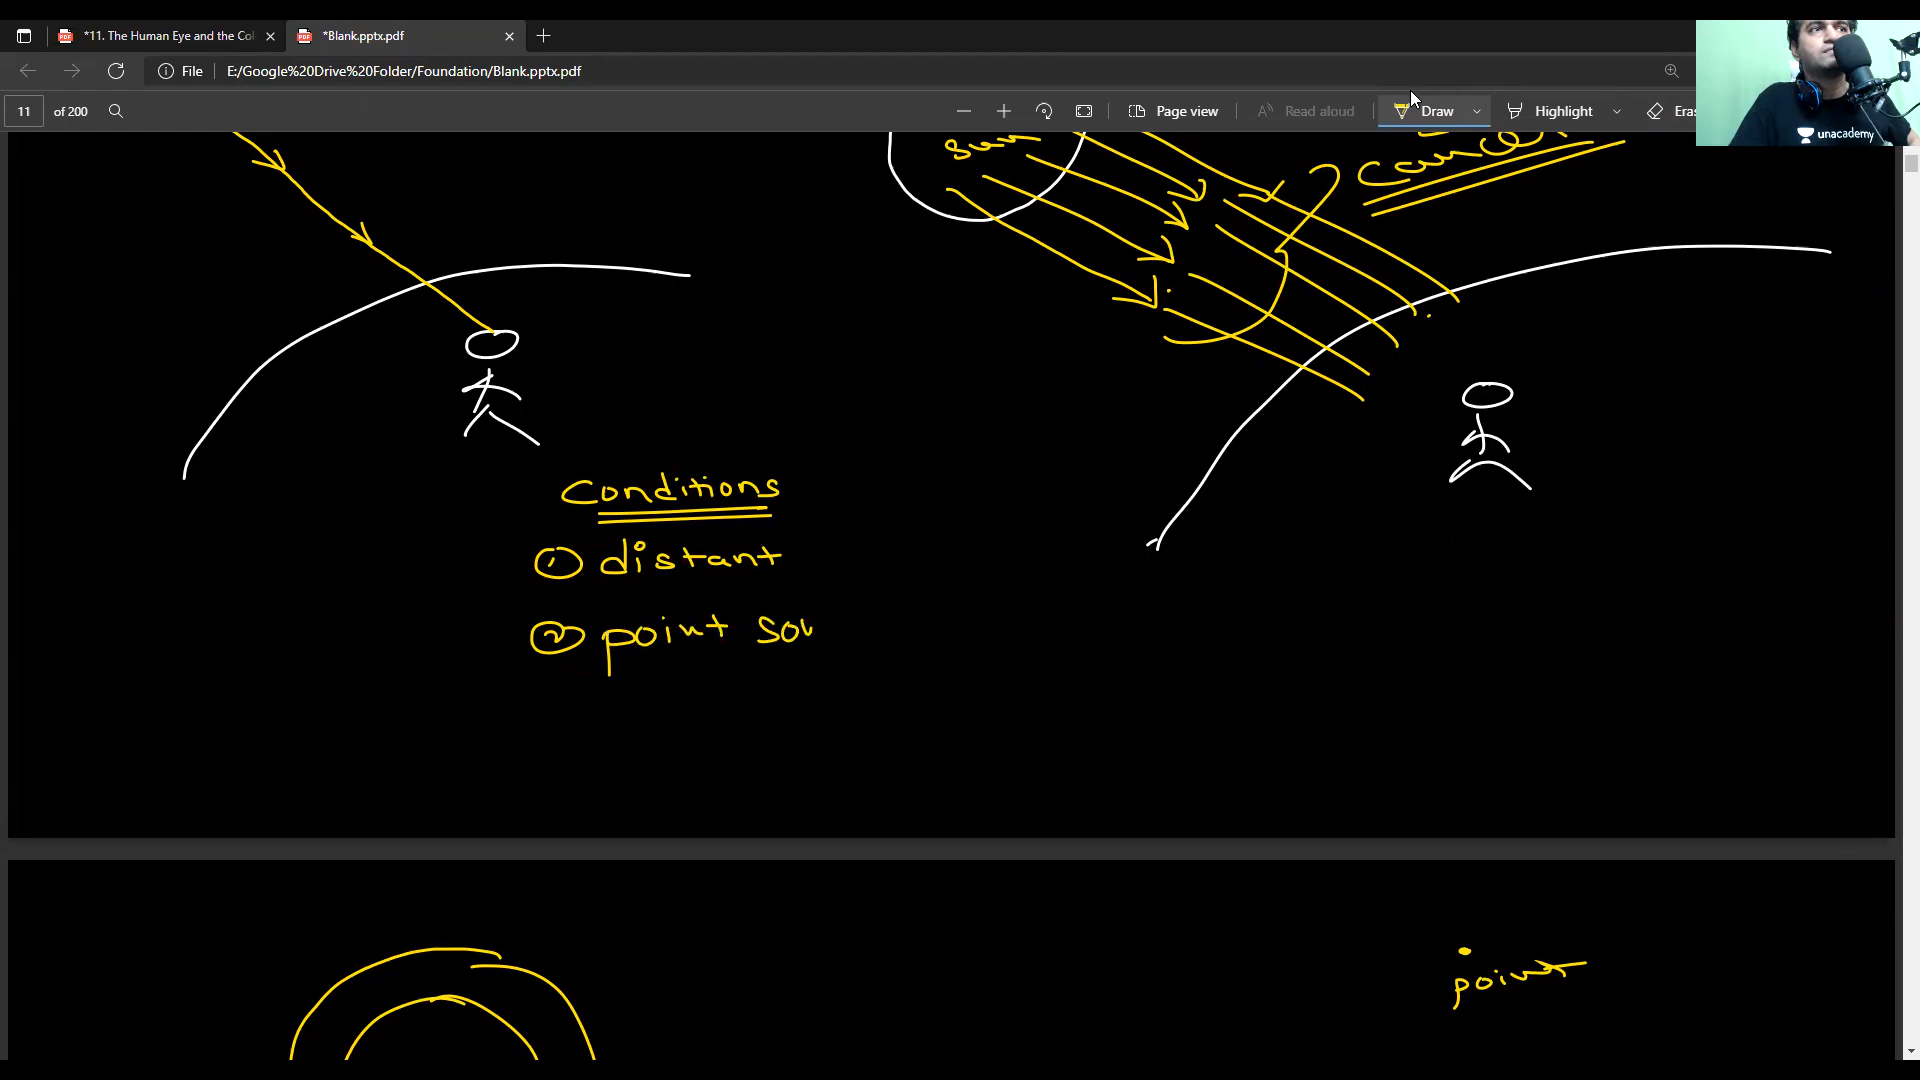 *11. The Human Eye and the Col
*Blank.pptx.pdf
File
E:/Google%20Drive%20Folder/Foundation/Blank.pptx.pdf
11 of 200
Page view
Read aloud
Draw
Highlight
Eras
unacademy
Sun
Conditions
① distant
② point sou
point